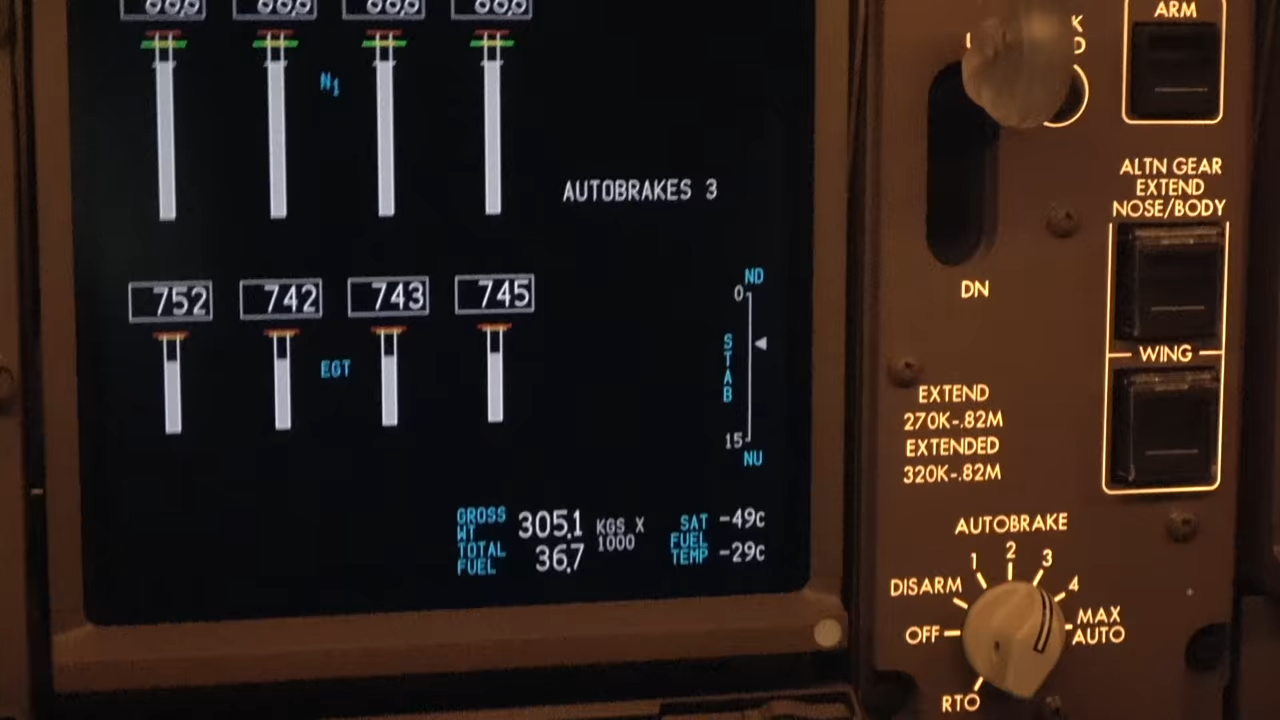 N1
AUTOBRAKES 3
752 742 743 745
EGT
ND
0
STAB
15
NU
GROSS WT 305,1 KGS X 1000
TOTAL FUEL 36,7
SAT -49c
FUEL TEMP -29c
ARM
ALTN GEAR
EXTEND
NOSE/BODY
WING
DN
EXTEND
270K-.82M
EXTENDED
320K-.82M
AUTOBRAKE
OFF
DISARM
1
2
3
4
MAX
AUTO
RTO